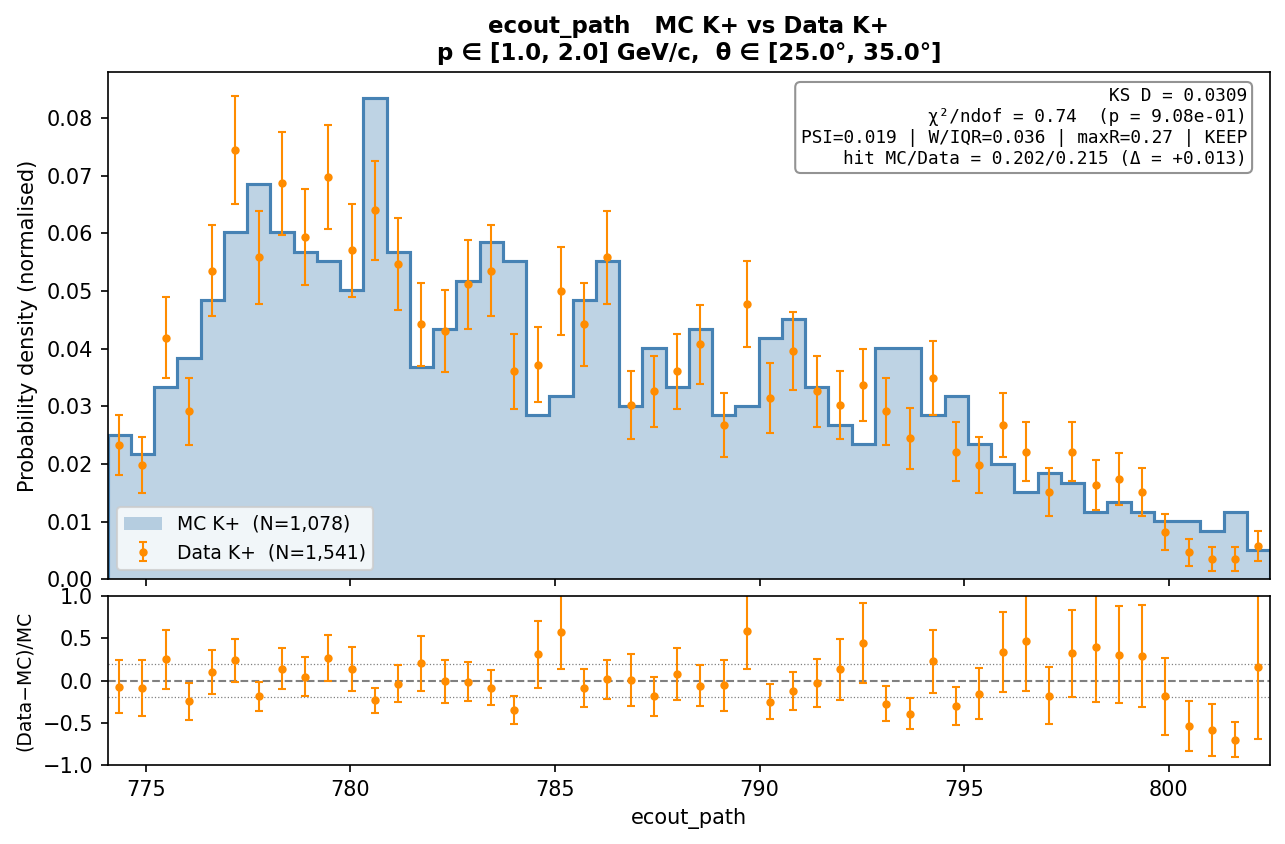 ecout_path   MC K+ vs Data K+
p ∈ [1.0, 2.0] GeV/c,  θ ∈ [25.0°, 35.0°]
KS D = 0.0309
χ²/ndof = 0.74  (p = 9.08e-01)
PSI=0.019 | W/IQR=0.036 | maxR=0.27 | KEEP
hit MC/Data = 0.202/0.215 (Δ = +0.013)
Probability density (normalised)
0.08
0.07
0.06
0.05
0.04
0.03
0.02
0.01
0.00
MC K+  (N=1,078)
Data K+  (N=1,541)
(Data−MC)/MC
1.0
0.5
0.0
−0.5
−1.0
775 780 785 790 795 800
ecout_path